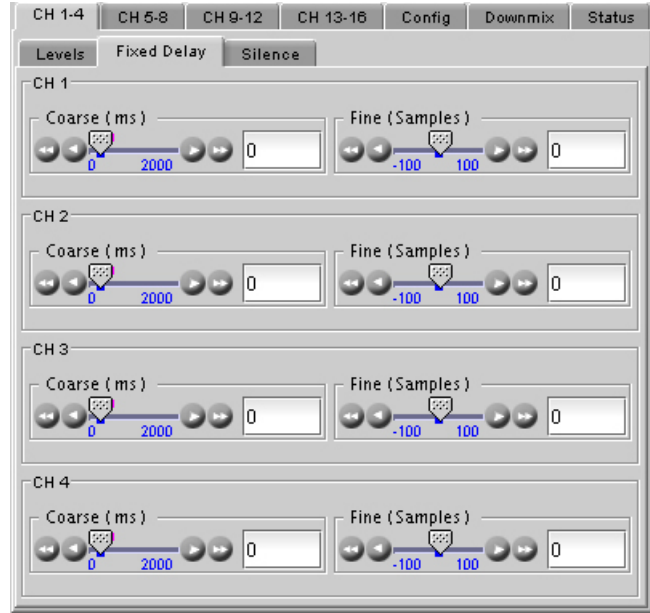 CH 1-4 CH 5-8 CH 9-12 CH 13-16 Config Downmix Status
Levels Fixed Delay Silence
CH 1
Coarse (ms) Fine (Samples)
0 2000 0 -100 100 0
CH 2
Coarse (ms) Fine (Samples)
0 2000 0 -100 100 0
CH 3
Coarse (ms) Fine (Samples)
0 2000 0 -100 100 0
CH 4
Coarse (ms) Fine (Samples)
0 2000 0 -100 100 0